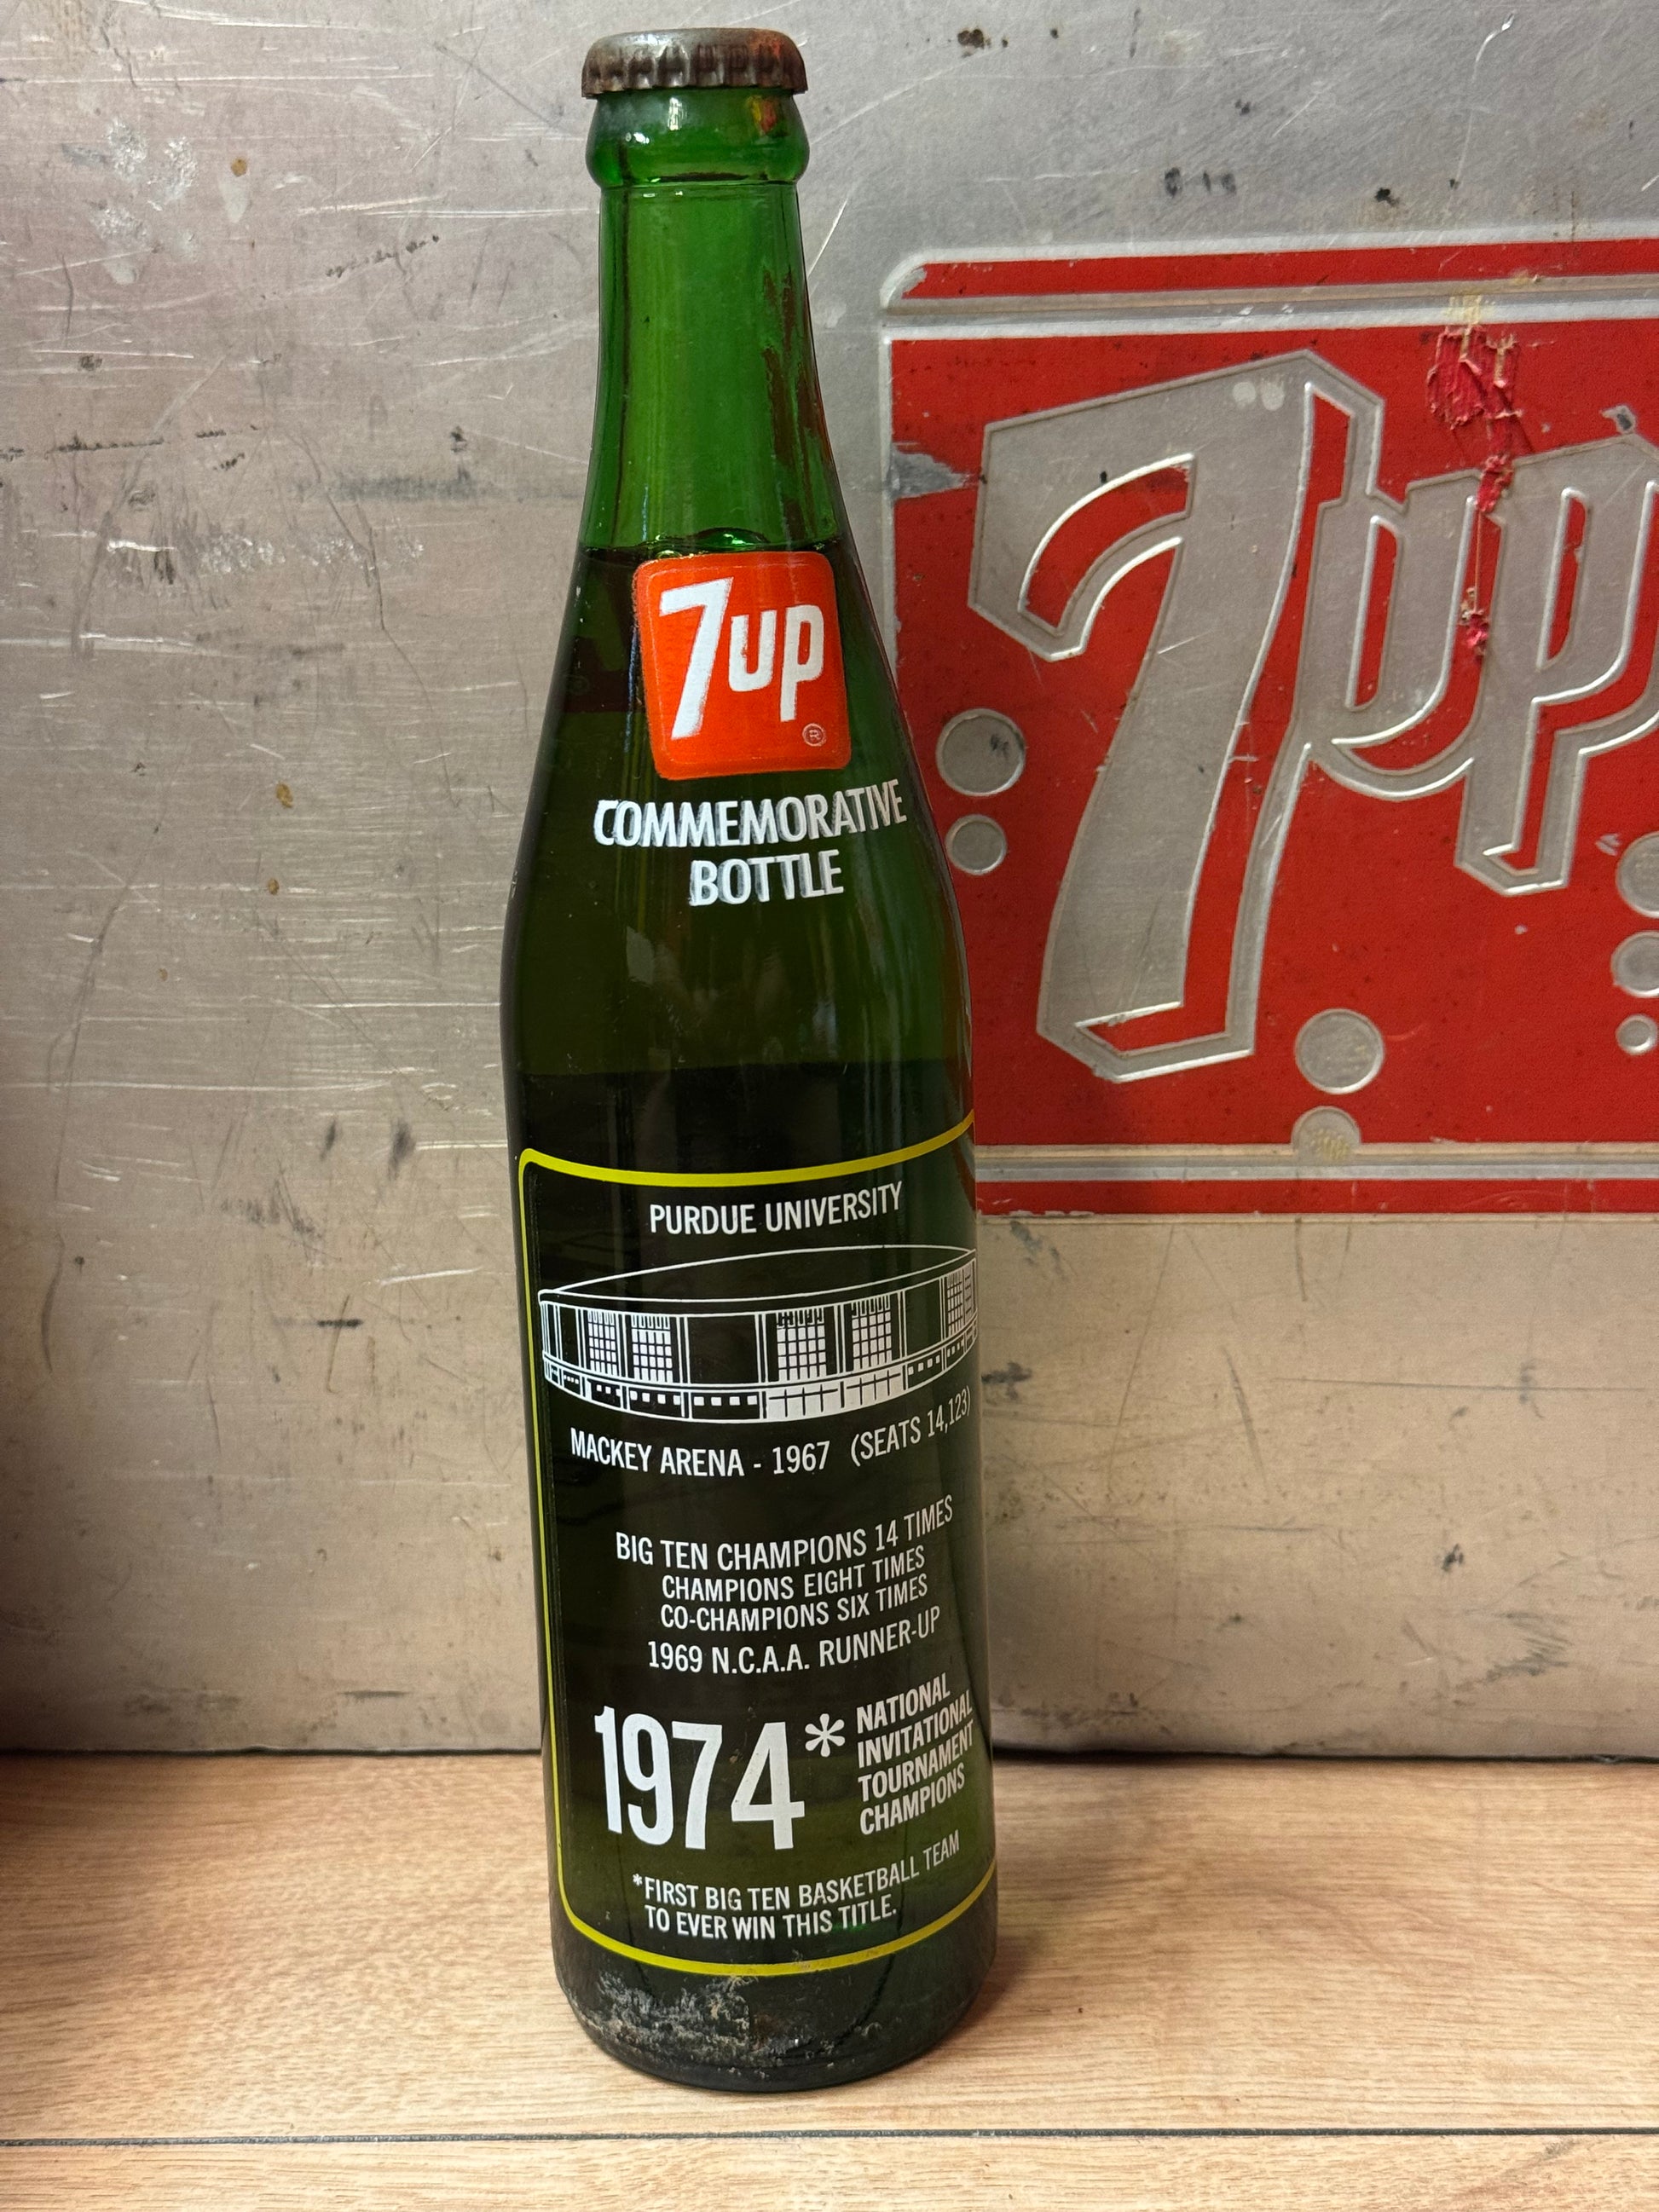 7up
®
COMMEMORATIVE
BOTTLE
PURDUE UNIVERSITY
MACKEY ARENA - 1967 (SEATS 14,123)
BIG TEN CHAMPIONS 14 TIMES
CHAMPIONS EIGHT TIMES
CO-CHAMPIONS SIX TIMES
1969 N.C.A.A. RUNNER-UP
1974*
NATIONAL
INVITATIONAL
TOURNAMENT
CHAMPIONS
*FIRST BIG TEN BASKETBALL TEAM
TO EVER WIN THIS TITLE.
7up